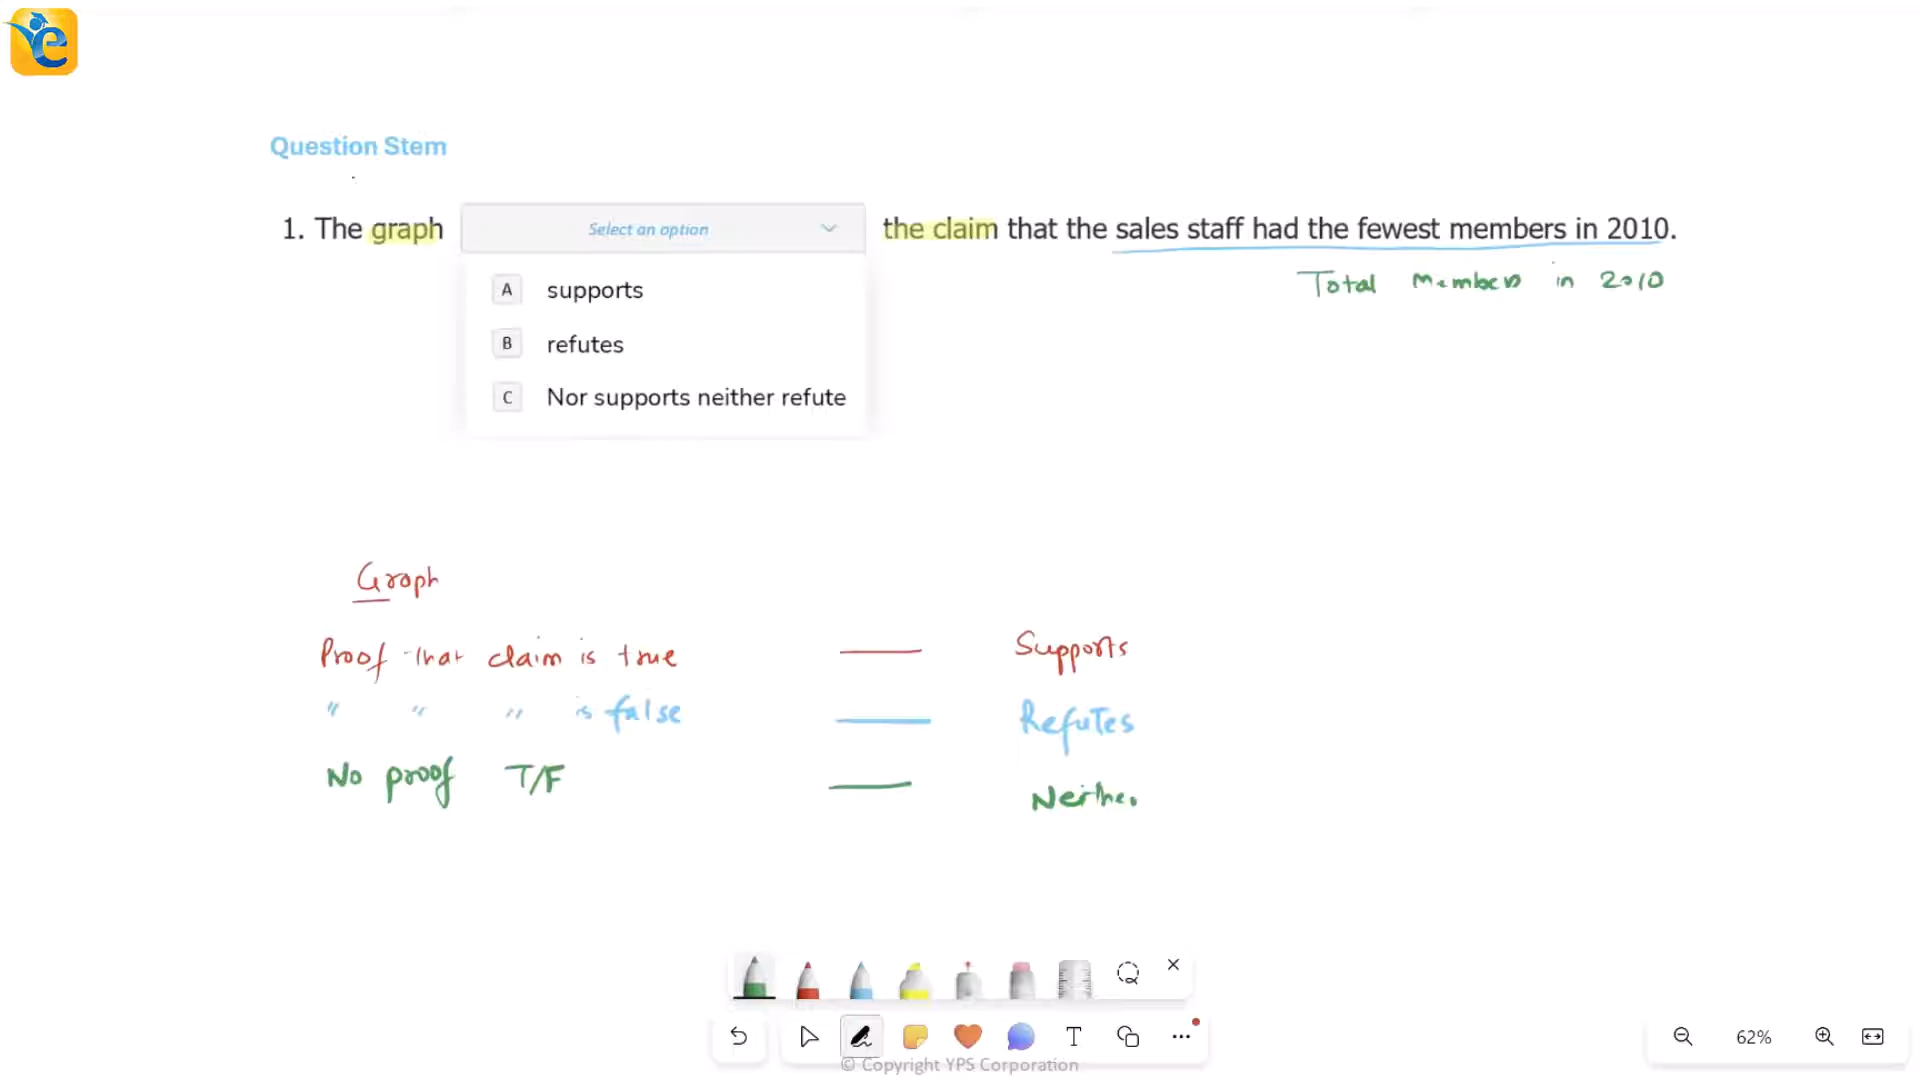 Question Stem
1. The graph Select an option the claim that the sales staff had the fewest members in 2010.
Total Members in 2010
A supports
B refutes
C Nor supports neither refute
Graph
Proof that claim is true — Supports
" " " is false — Refutes
No proof T/F — Neither
62%
© Copyright YPS Corporation